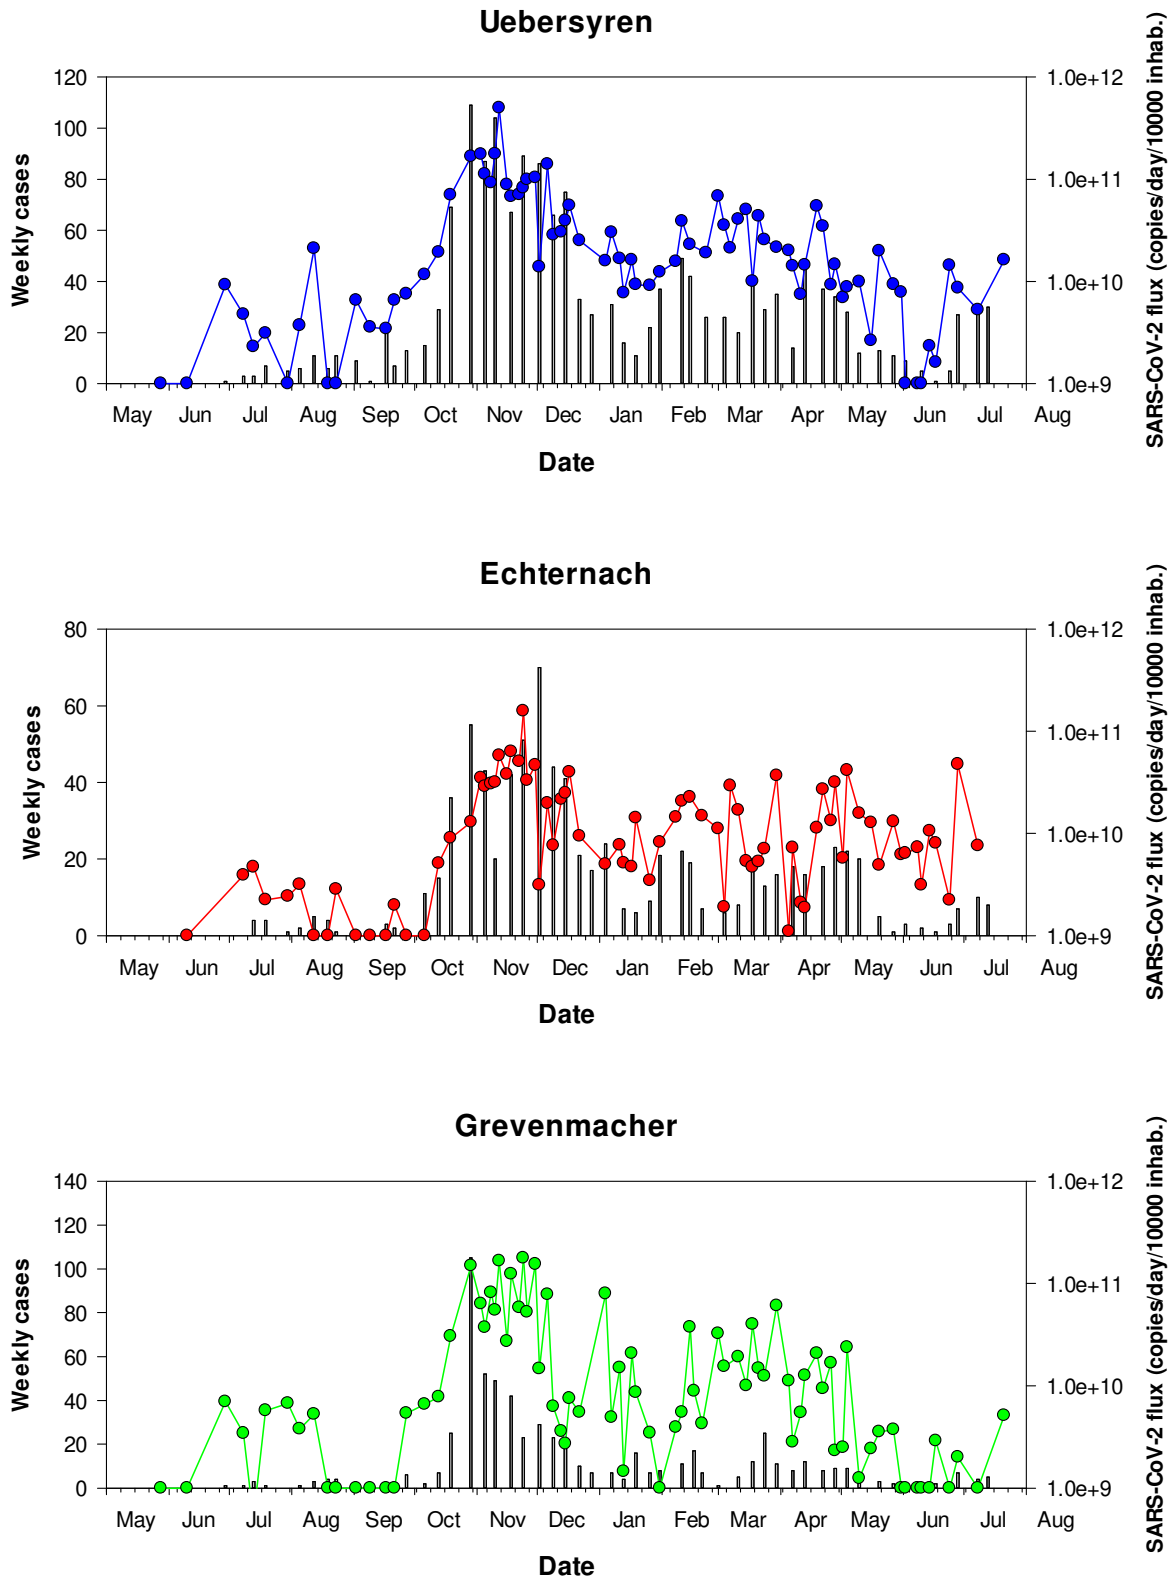 Uebersyren
Weekly cases
SARS-CoV-2 flux (copies/day/10000 inhab.)
120
100
80
60
40
20
0
1.0e+12
1.0e+11
1.0e+10
1.0e+9
May Jun Jul Aug Sep Oct Nov Dec Jan Feb Mar Apr May Jun Jul Aug
Date
Echternach
Weekly cases
SARS-CoV-2 flux (copies/day/10000 inhab.)
80
60
40
20
0
1.0e+12
1.0e+11
1.0e+10
1.0e+9
May Jun Jul Aug Sep Oct Nov Dec Jan Feb Mar Apr May Jun Jul Aug
Date
Grevenmacher
Weekly cases
SARS-CoV-2 flux (copies/day/10000 inhab.)
140
120
100
80
60
40
20
0
1.0e+12
1.0e+11
1.0e+10
1.0e+9
May Jun Jul Aug Sep Oct Nov Dec Jan Feb Mar Apr May Jun Jul Aug
Date